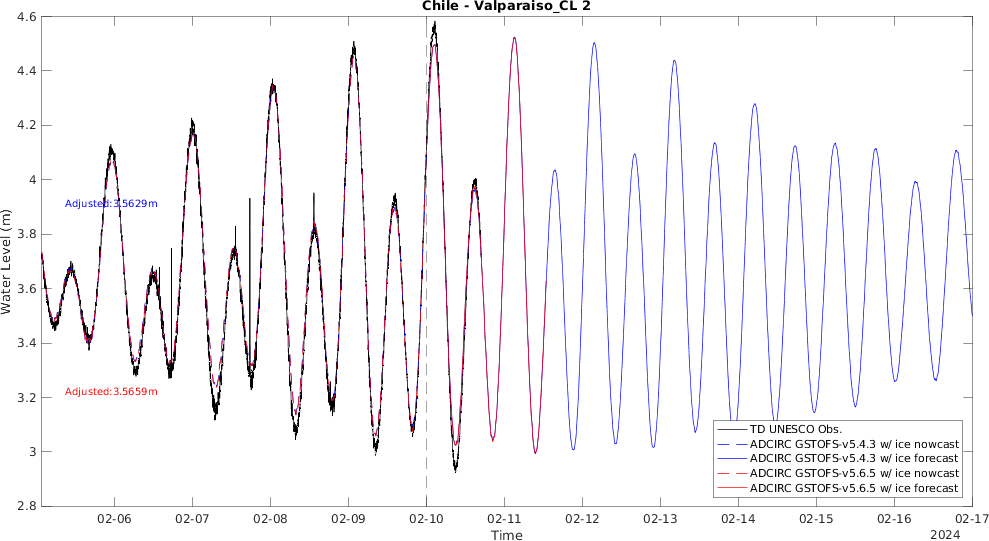 Chile - Valparaiso_CL 2
4.6
4.4
4.2
4
3.8
3.6
3.4
3.2
3
2.8
Water Level (m)
Adjusted:3.5629m
Adjusted:3.5659m
TD UNESCO Obs.
ADCIRC GSTOFS-v5.4.3 w/ ice nowcast
ADCIRC GSTOFS-v5.4.3 w/ ice forecast
ADCIRC GSTOFS-v5.6.5 w/ ice nowcast
ADCIRC GSTOFS-v5.6.5 w/ ice forecast
02-06 02-07 02-08 02-09 02-10 02-11 02-12 02-13 02-14 02-15 02-16 02-17
Time
2024